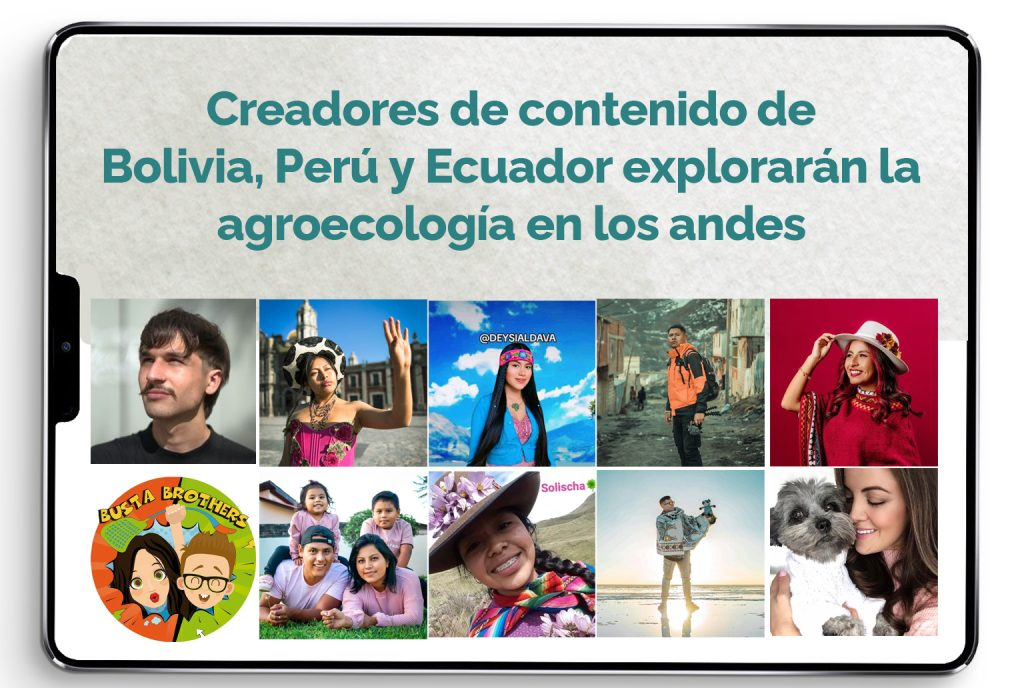 Creadores de contenido de
Bolivia, Perú y Ecuador explorarán la
agroecología en los andes
@DEYSIALDAVA
BUSTA BROTHERS
Solischa